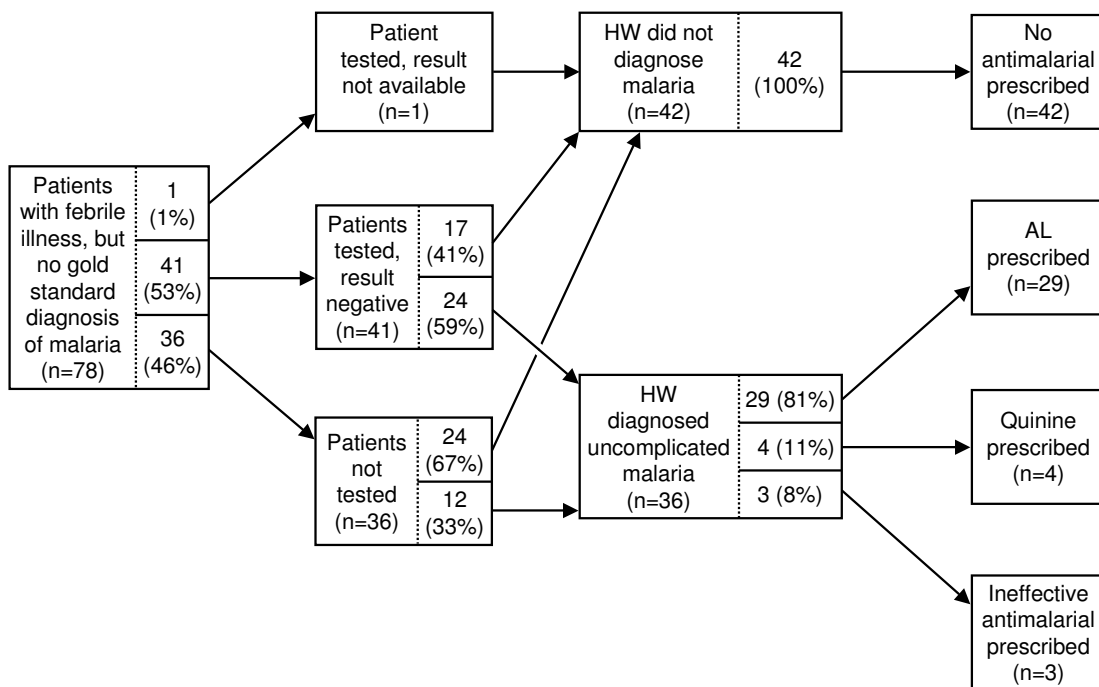 Patients
with febrile
illness, but
no gold
standard
diagnosis
of malaria
(n=78)
1
(1%)
41
(53%)
36
(46%)
Patient
tested, result
not available
(n=1)
Patients
tested,
result
negative
(n=41)
17
(41%)
24
(59%)
Patients
not
tested
(n=36)
24
(67%)
12
(33%)
HW did not
diagnose
malaria
(n=42)
42
(100%)
HW
diagnosed
uncomplicated
malaria
(n=36)
29 (81%)
4 (11%)
3 (8%)
No
antimalarial
prescribed
(n=42)
AL
prescribed
(n=29)
Quinine
prescribed
(n=4)
Ineffective
antimalarial
prescribed
(n=3)